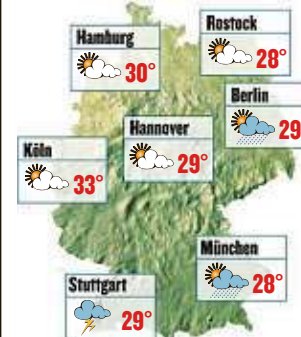 Hamburg
30°
Rostock
28°
Berlin
29
Hannover
29°
Köln
33°
München
28°
Stuttgart
29°